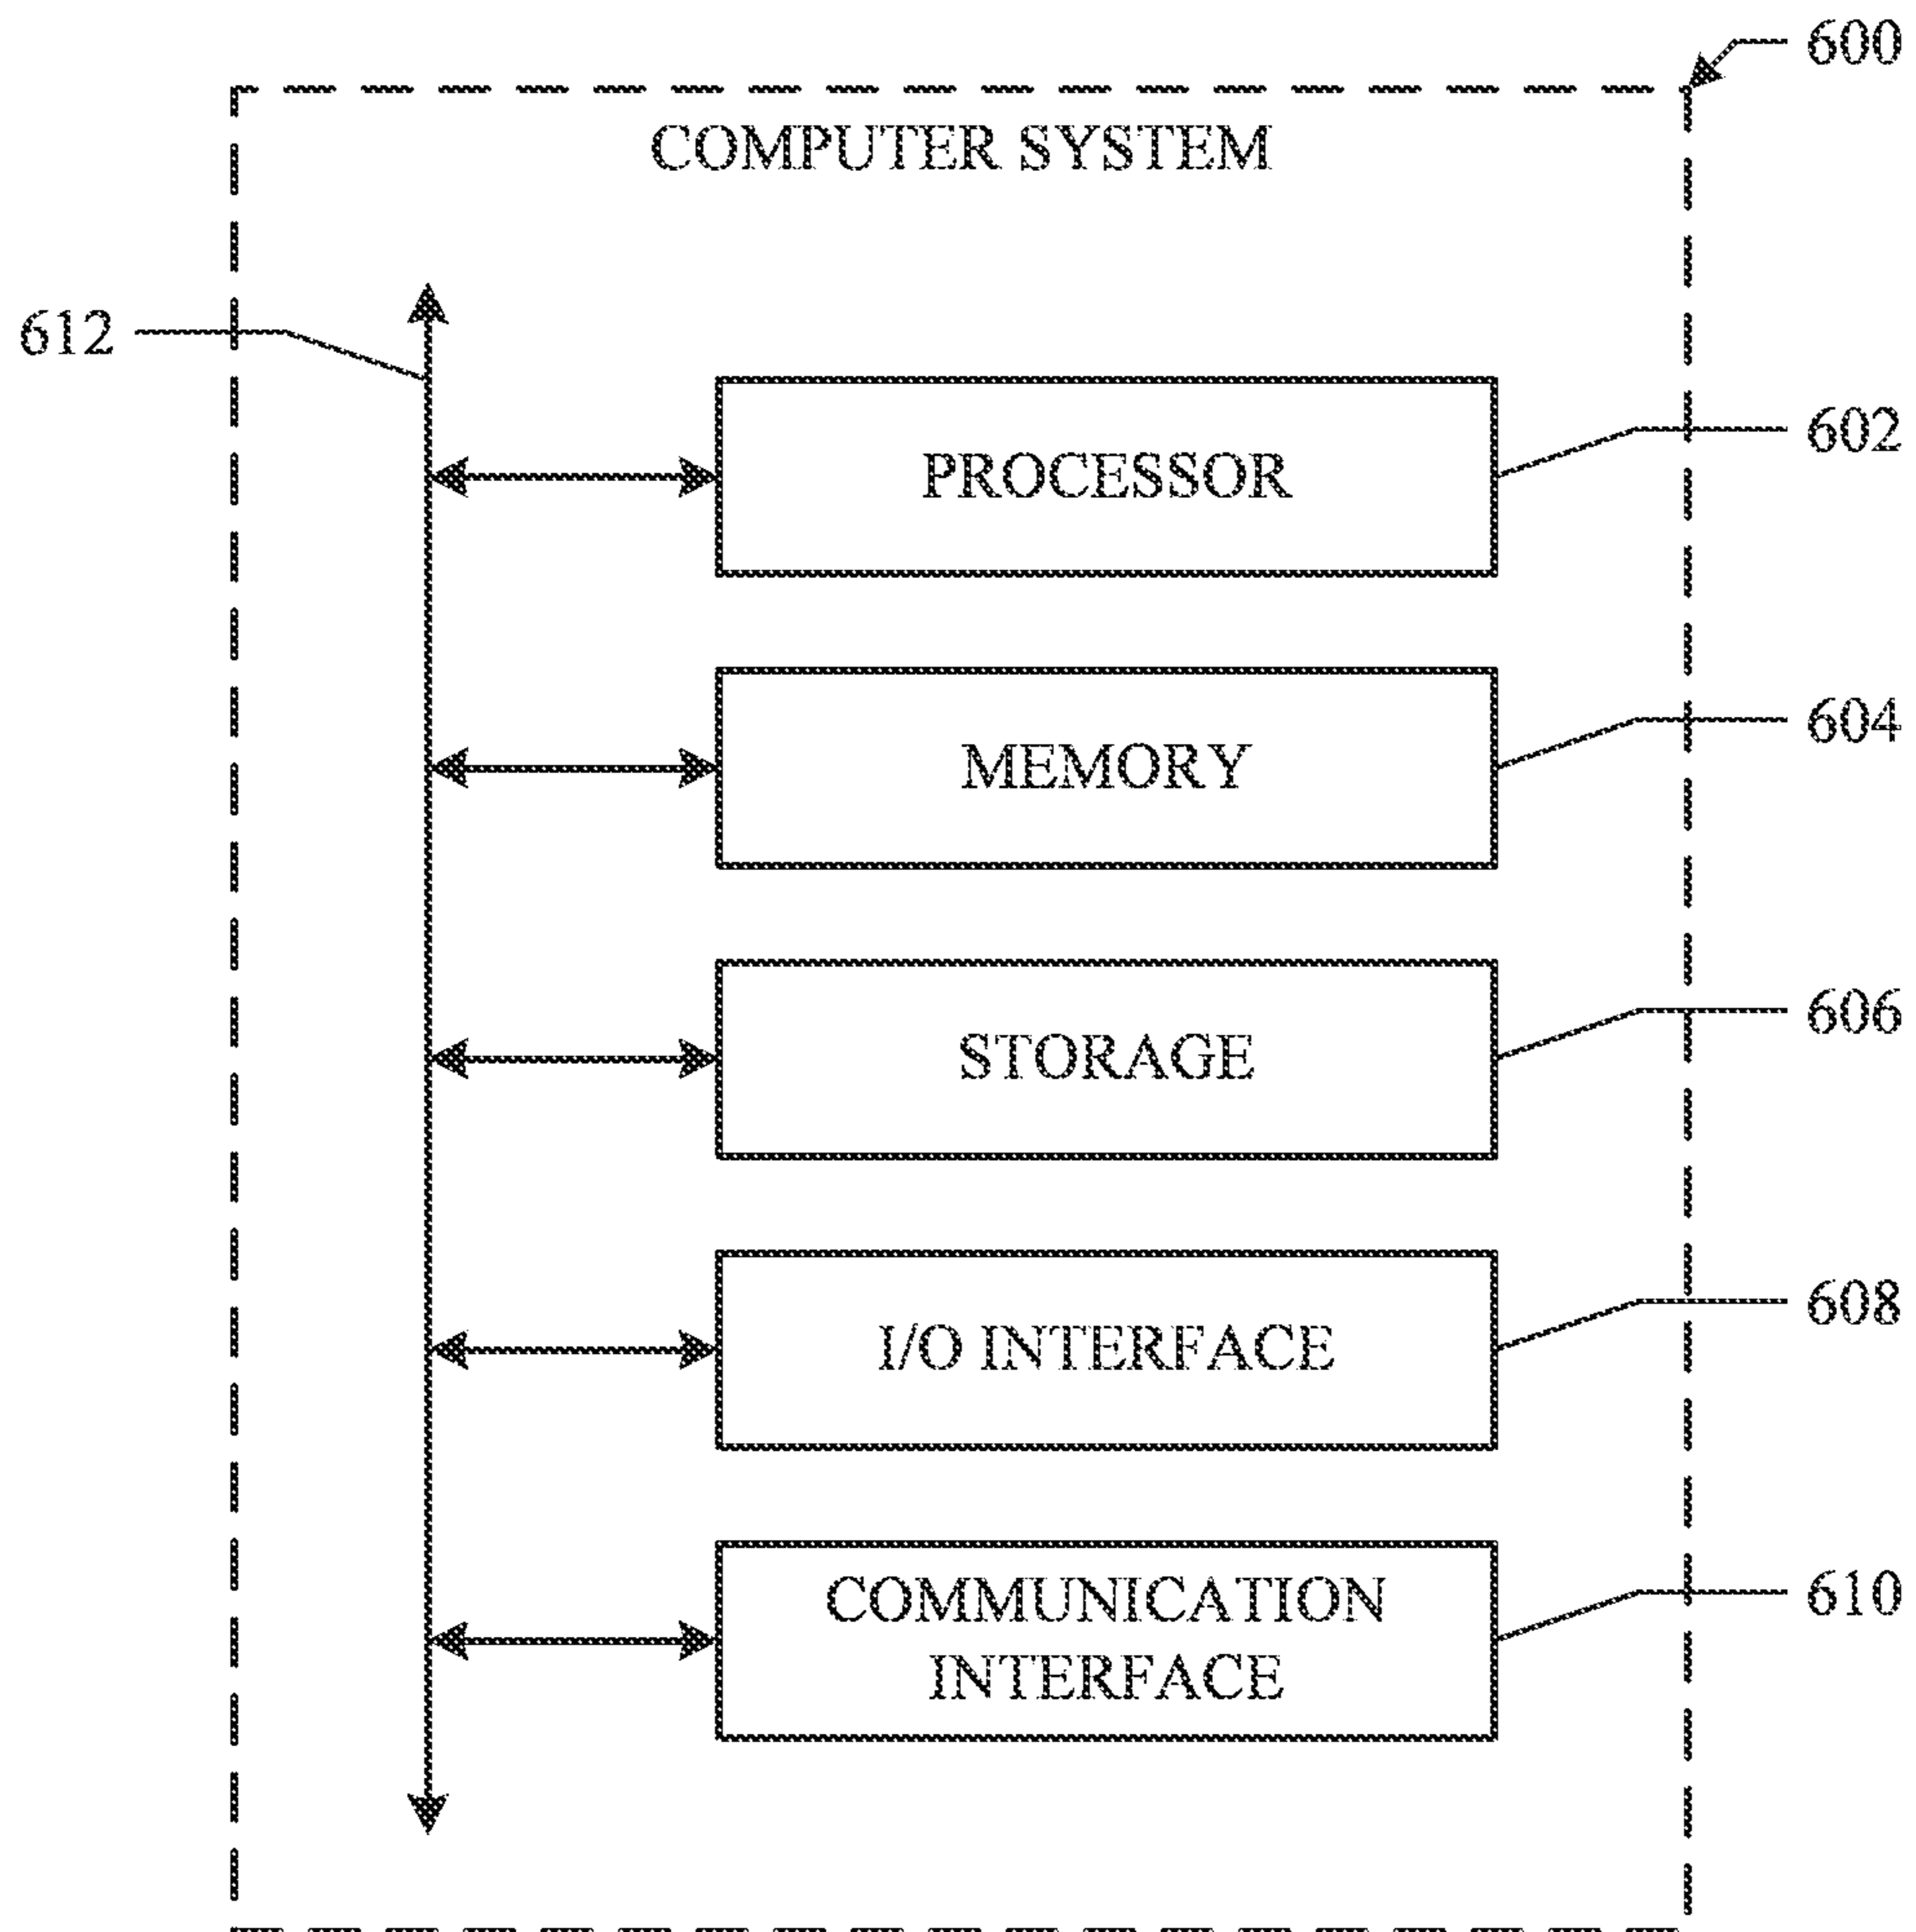 600
COMPUTER SYSTEM
612
PROCESSOR
602
MEMORY
604
STORAGE
606
I/O INTERFACE
608
COMMUNICATION
INTERFACE
610